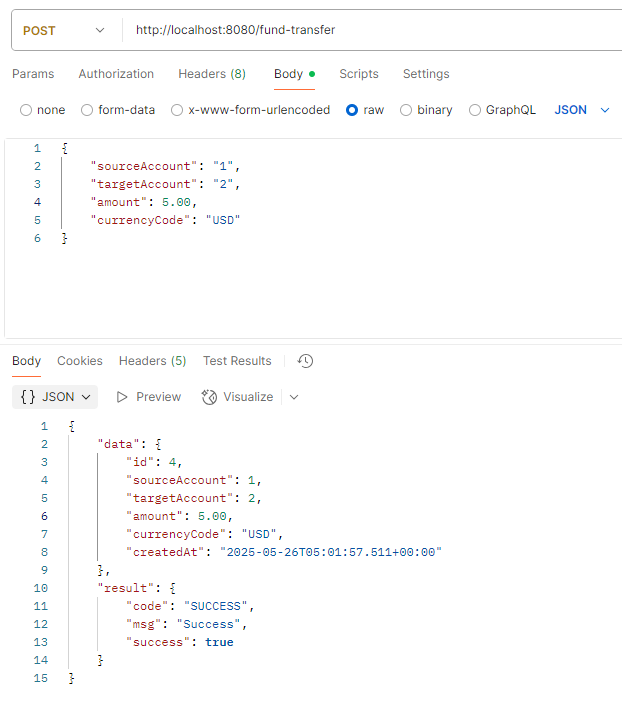 POST http://localhost:8080/fund-transfer
Params Authorization Headers (8) Body Scripts Settings
none form-data x-www-form-urlencoded raw binary GraphQL JSON
1 {
2 "sourceAccount": "1",
3 "targetAccount": "2",
4 "amount": 5.00,
5 "currencyCode": "USD"
6 }
Body Cookies Headers (5) Test Results
{} JSON Preview Visualize
1 {
2 "data": {
3 "id": 4,
4 "sourceAccount": 1,
5 "targetAccount": 2,
6 "amount": 5.00,
7 "currencyCode": "USD",
8 "createdAt": "2025-05-26T05:01:57.511+00:00"
9 },
10 "result": {
11 "code": "SUCCESS",
12 "msg": "Success",
13 "success": true
14 }
15 }